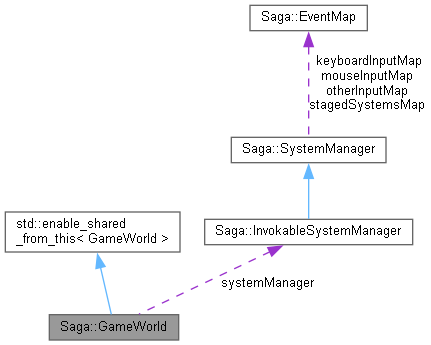 Saga::EventMap
keyboardInputMap
mouseInputMap
otherInputMap
stagedSystemsMap
Saga::SystemManager
std::enable_shared
_from_this< GameWorld >
Saga::InvokableSystemManager
systemManager
Saga::GameWorld